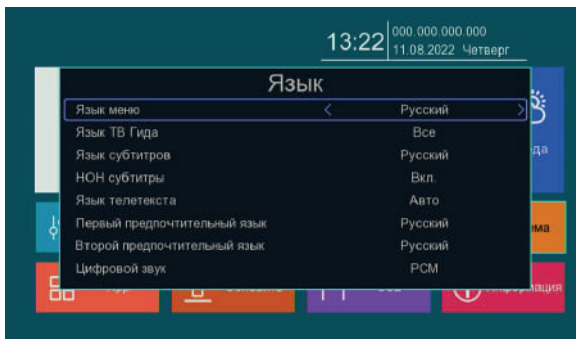 13:22
000.000.000.000
11.08.2022 Четверг
Язык
Язык меню < Русский >
Язык ТВ Гида Все
Язык субтитров Русский
НОН субтитры Вкл.
Язык телетекста Авто
Первый предпочтительный язык Русский
Второй предпочтительный язык Русский
Цифровой звук PCM